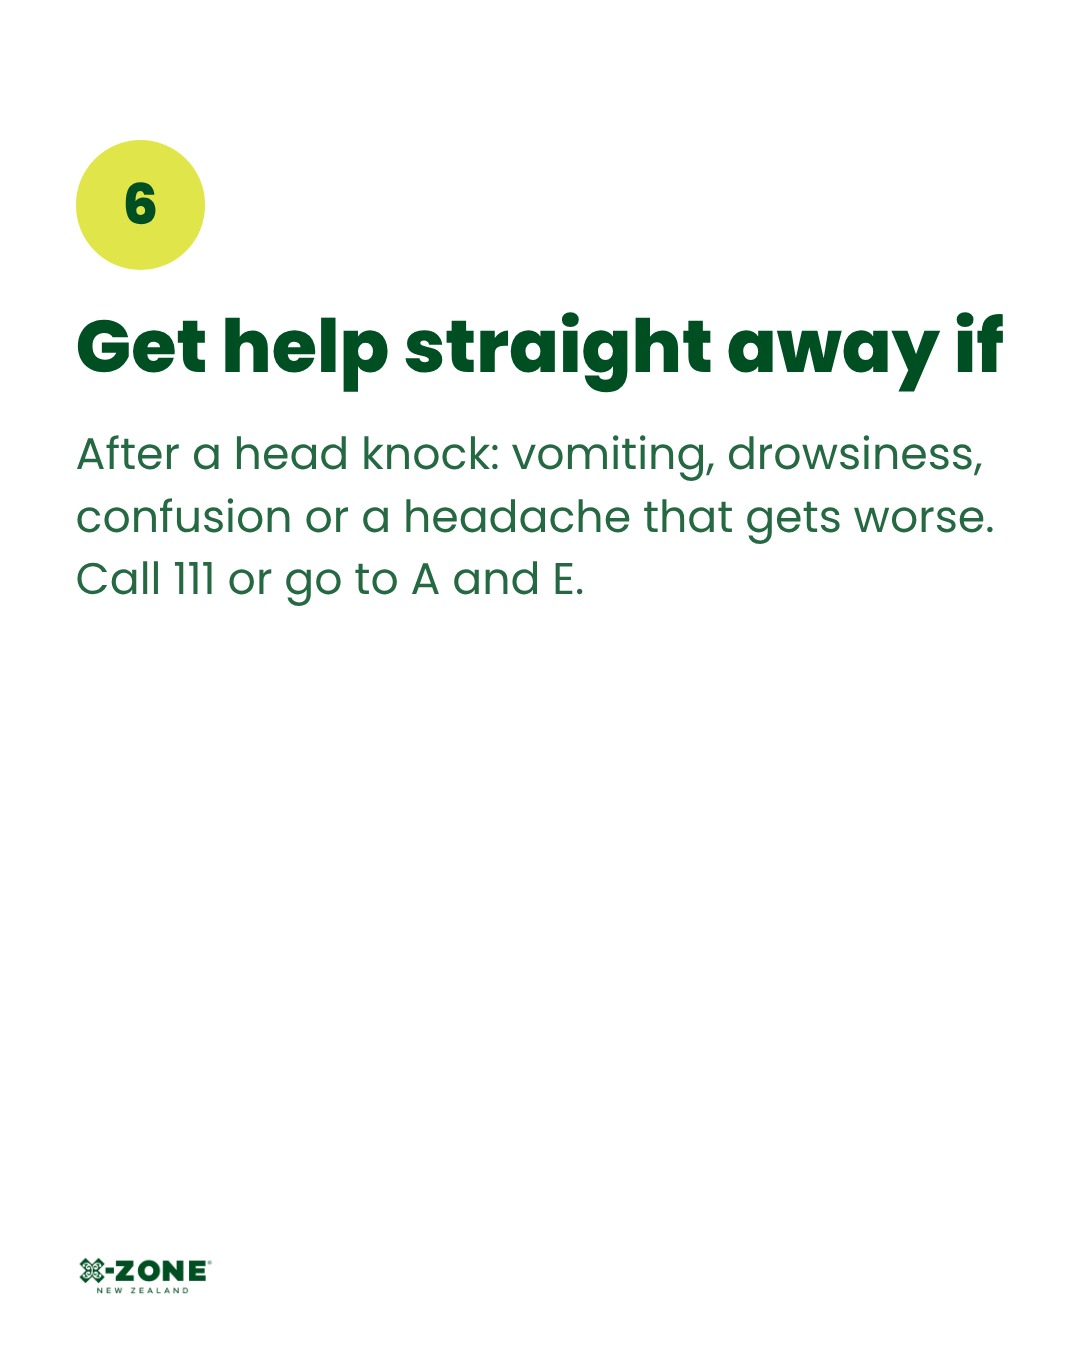 6
Get help straight away if
After a head knock: vomiting, drowsiness,
confusion or a headache that gets worse.
Call 111 or go to A and E.
X-ZONE
NEW ZEALAND